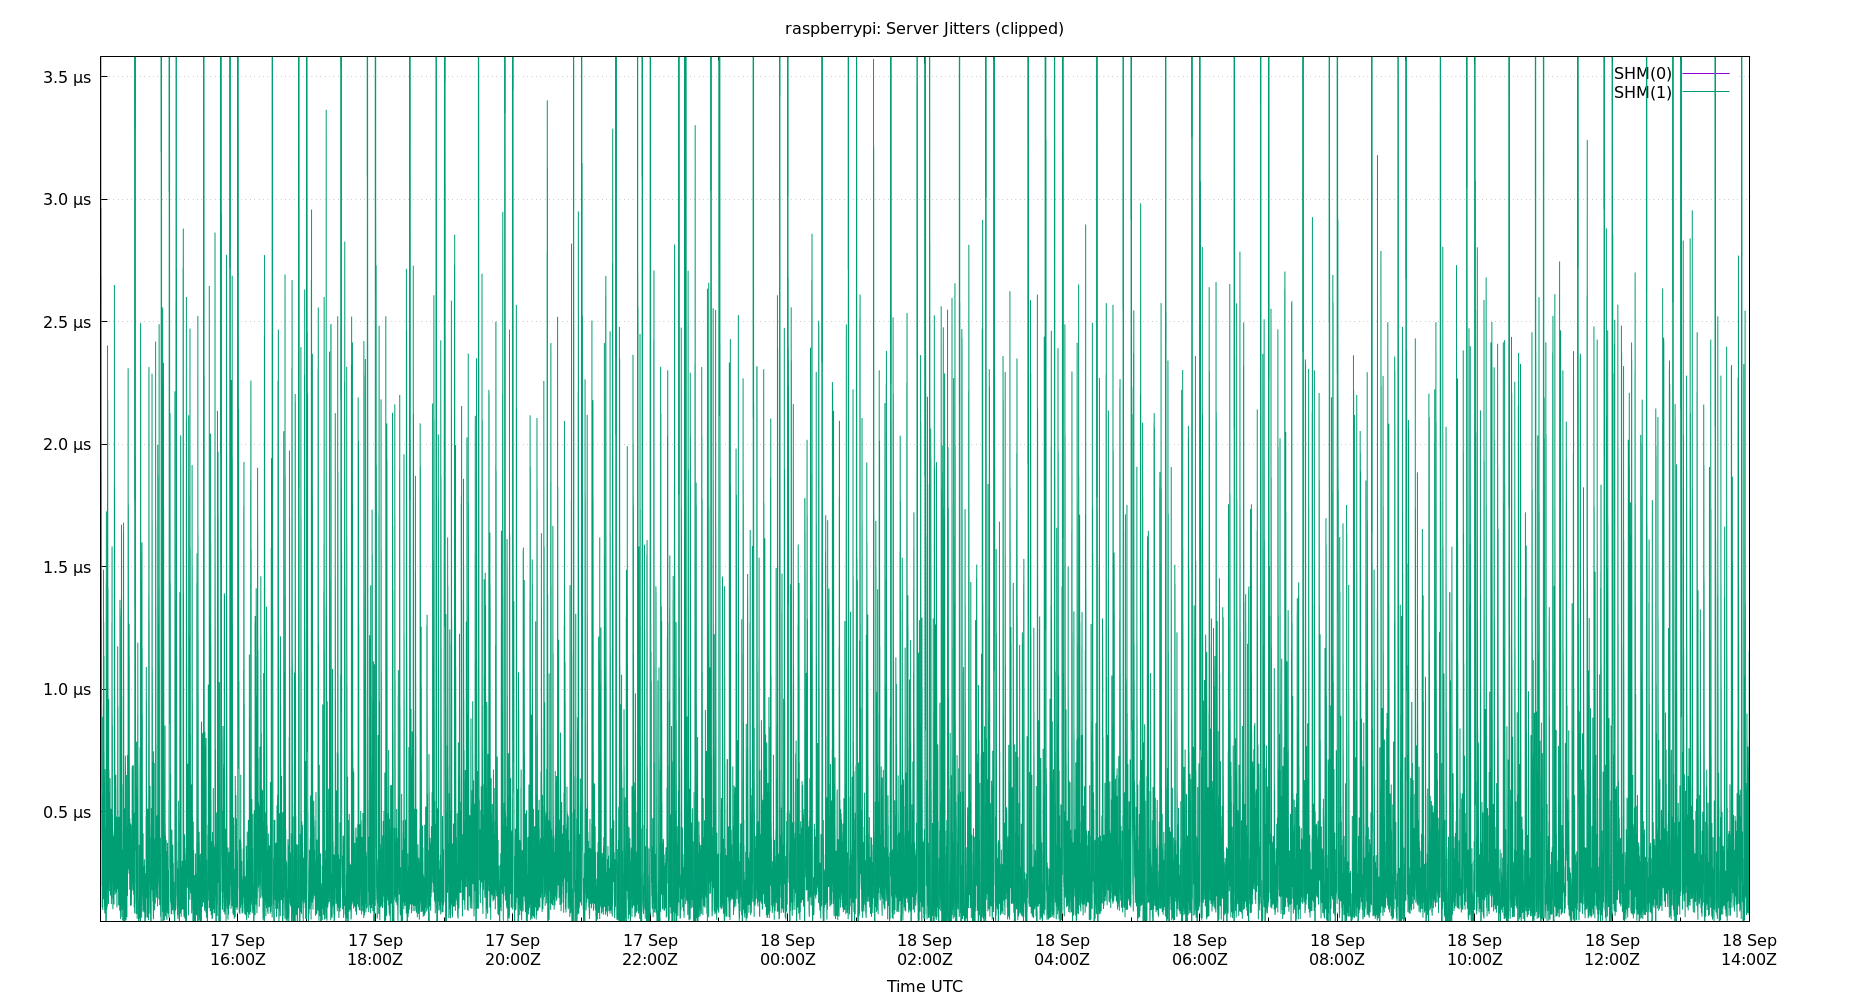 raspberrypi: Server Jitters (clipped)
3.5 µs
3.0 µs
2.5 µs
2.0 µs
1.5 µs
1.0 µs
0.5 µs
SHM(0)
SHM(1)
17 Sep 17 Sep 17 Sep 17 Sep 18 Sep 18 Sep 18 Sep 18 Sep 18 Sep 18 Sep 18 Sep 18 Sep
16:00Z 18:00Z 20:00Z 22:00Z 00:00Z 02:00Z 04:00Z 06:00Z 08:00Z 10:00Z 12:00Z 14:00Z
Time UTC